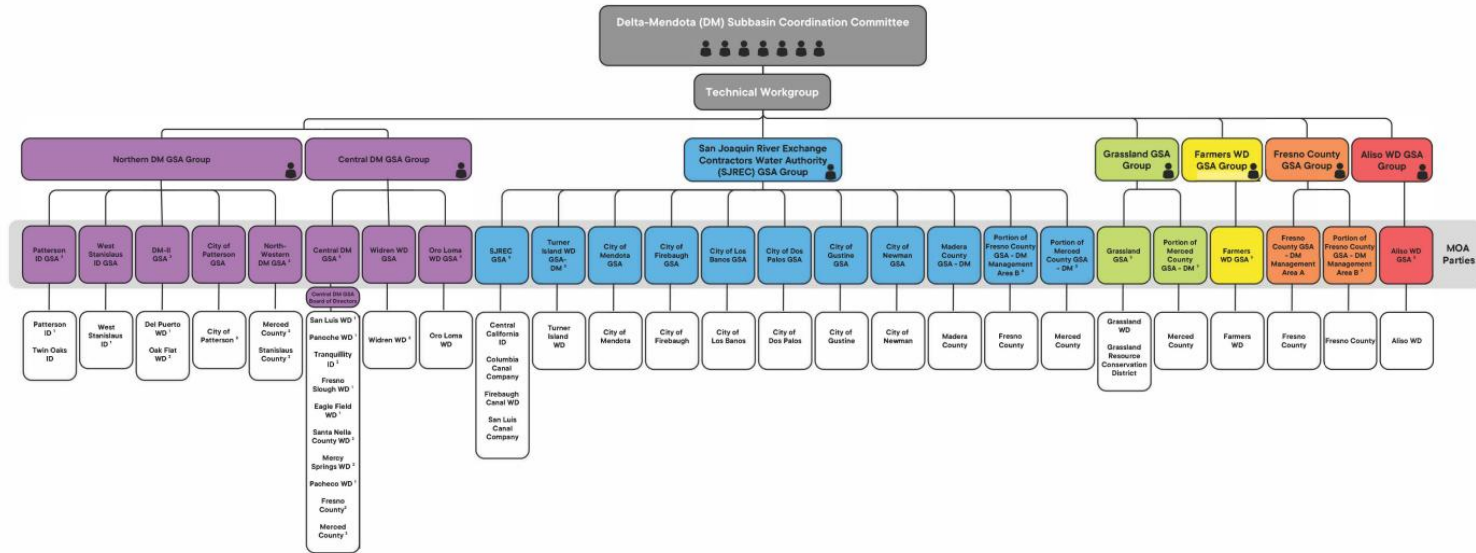 Delta-Mendota (DM) Subbasin Coordination Committee
Technical Workgroup
Northern DM GSA Group
Central DM GSA Group
San Joaquin River Exchange
Contractors Water Authority
(SJREC) GSA Group
Grassland GSA
Group
Farmers WD
GSA Group
Fresno County
GSA Group
Aliso WD GSA
Group
Patterson
ID GSA
West
Stanislaus
ID GSA
DM-II
GSA
City of
Patterson
GSA
North-
Western
DM GSA
Central DM
GSA
Widren WD
GSA
Oro Loma
WD GSA
SJREC
GSA
Turner
Island WD
GSA-
DM
City of
Mendota
GSA
City of
Firebaugh
GSA
City of Los
Banos GSA
City of Dos
Palos GSA
City of
Gustine
GSA
City of
Newman
GSA
Madera
County
GSA - DM
Portion of
Fresno County
GSA - DM
Management
Area B
Portion of
Merced
County GSA
- DM
Grassland
GSA
Portion of
Merced
County
GSA - DM
Farmers
WD GSA
Fresno
County GSA
- DM
Management
Area A
Portion of
Fresno County
GSA - DM
Management
Area B
Aliso WD
GSA
MOA
Parties
Central DM GSA
Board of Directors
Patterson
ID
Twin Oaks
ID
West
Stanislaus
ID
Del Puerto
WD
Oak Flat
WD
City of
Patterson
Merced
County
Stanislaus
County
San Luis WD
Panoche WD
Tranquillity
ID
Fresno
Slough WD
Eagle Field
WD
Santa Nella
County WD
Mercy
Springs WD
Pacheco WD
Fresno
County
Merced
County
Widren WD
Oro Loma
WD
Central
California
ID
Columbia
Canal
Company
Firebaugh
Canal WD
San Luis
Canal
Company
Turner
Island
WD
City of
Mendota
City of
Firebaugh
City of
Los Banos
City of
Dos Palos
City of
Gustine
City of
Newman
Madera
County
Fresno
County
Merced
County
Grassland
WD
Grassland
Resource
Conservation
District
Merced
County
Farmers
WD
Fresno
County
Fresno County
Aliso WD